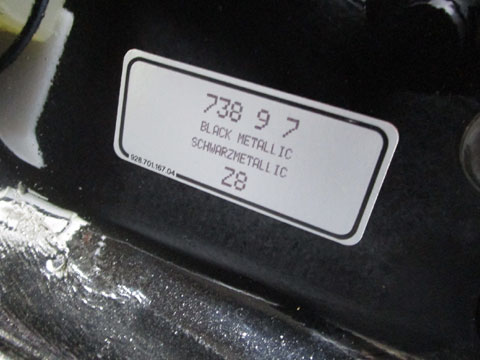 738 9 7
BLACK METALLIC
SCHWARZMETALLIC
Z8
928.701.167.04